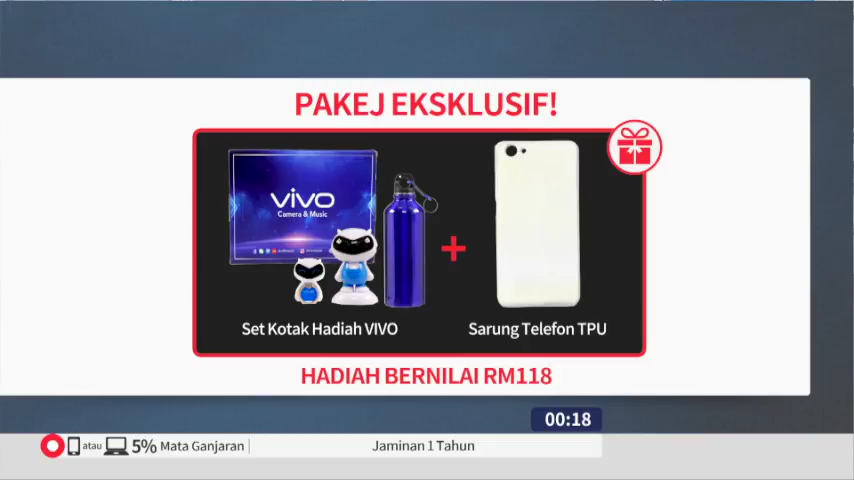 PAKEJ EKSKLUSIF!
vivo
Camera & Music
+
Set Kotak Hadiah VIVO
Sarung Telefon TPU
HADIAH BERNILAI RM118
00:18
atau 5% Mata Ganjaran
Jaminan 1 Tahun